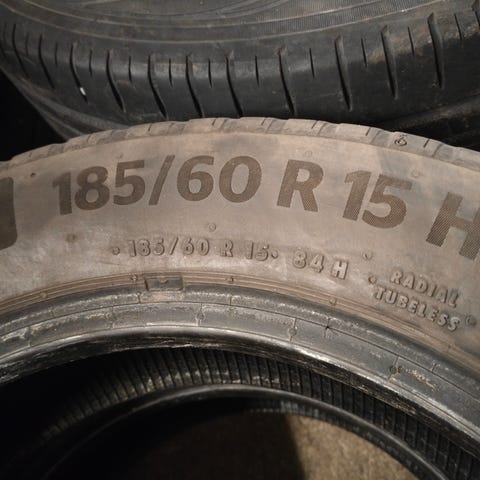 185/60 R 15 H
185/60 R 15 84 H
RADIAL
TUBELESS